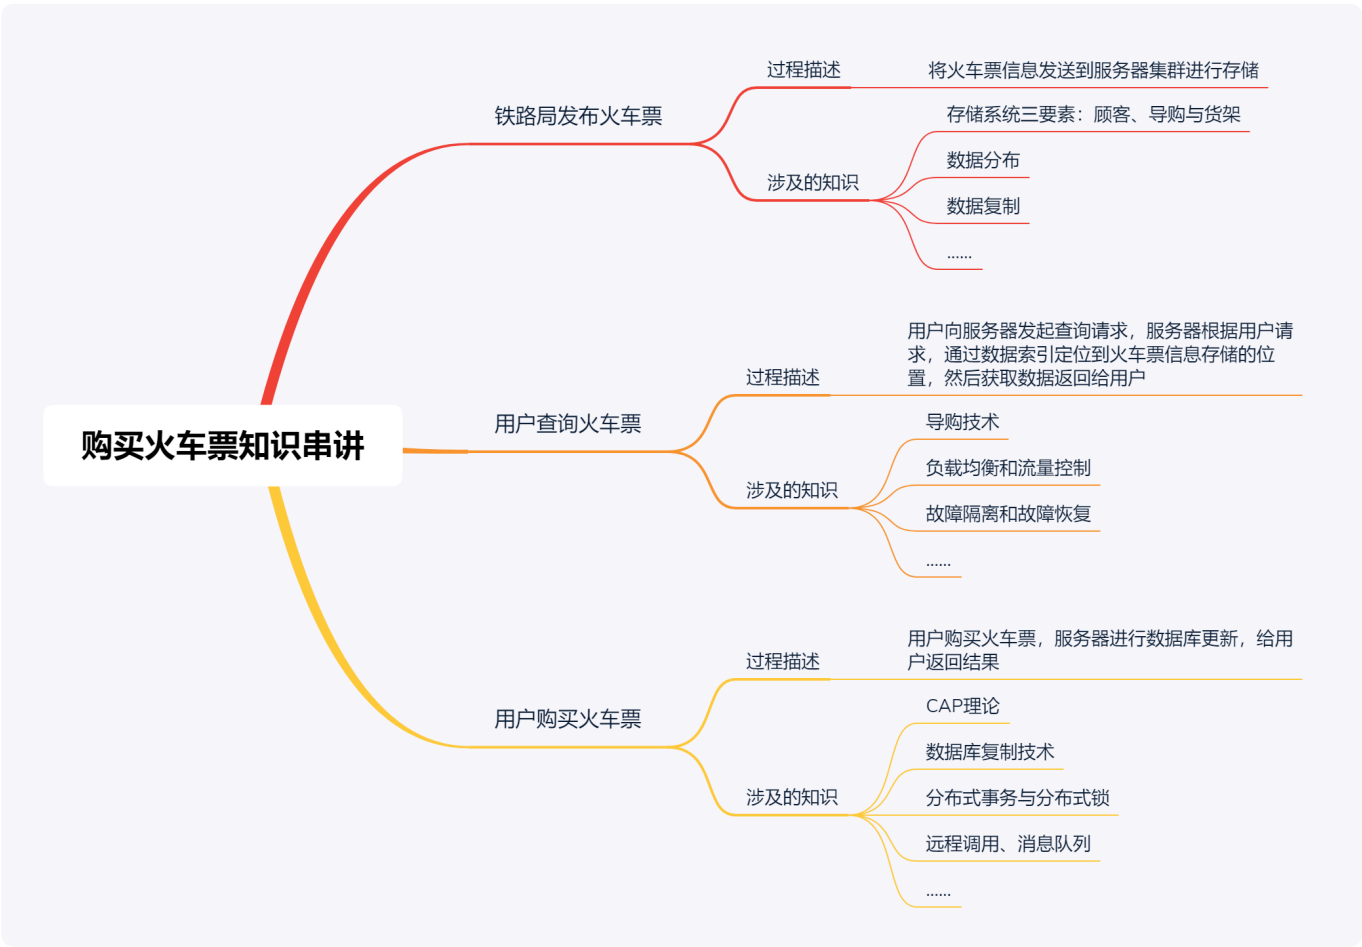 购买火车票知识串讲
铁路局发布火车票
过程描述
将火车票信息发送到服务器集群进行存储
涉及的知识
存储系统三要素：顾客、导购与货架
数据分布
数据复制
......
用户查询火车票
过程描述
用户向服务器发起查询请求，服务器根据用户请
求，通过数据索引定位到火车票信息存储的位
置，然后获取数据返回给用户
涉及的知识
导购技术
负载均衡和流量控制
故障隔离和故障恢复
......
用户购买火车票
过程描述
用户购买火车票，服务器进行数据库更新，给用
户返回结果
涉及的知识
CAP理论
数据库复制技术
分布式事务与分布式锁
远程调用、消息队列
......